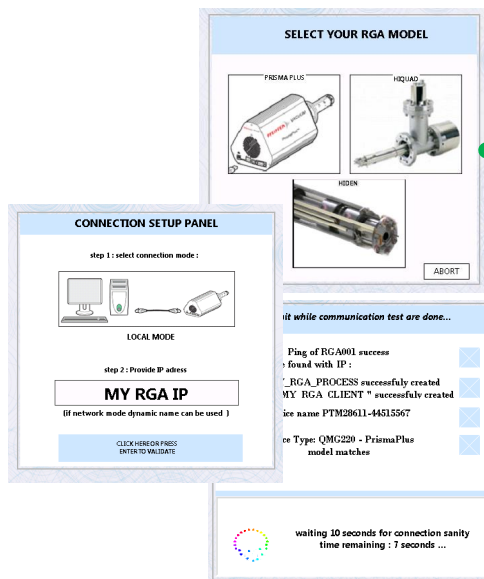 SELECT YOUR RGA MODEL
PRISMA PLUS
HIQUAD
HIDEN
ABORT
CONNECTION SETUP PANEL
step 1 : select connection mode :
LOCAL MODE
step 2 : Provide IP adress
MY RGA IP
(if network mode dynamic name can be used )
CLICK HERE OR PRESS
ENTER TO VALIDATE
it while communication test are done...
Ping of RGA001 success
found with IP :
_RGA_PROCESS successfuly created
MY RGA CLIENT " successfuly created
ice name PTM28611-44515567
ce Type: QMG220 - PrismaPlus
model matches
waiting 10 seconds for connection sanity
time remaining : 7 seconds ...